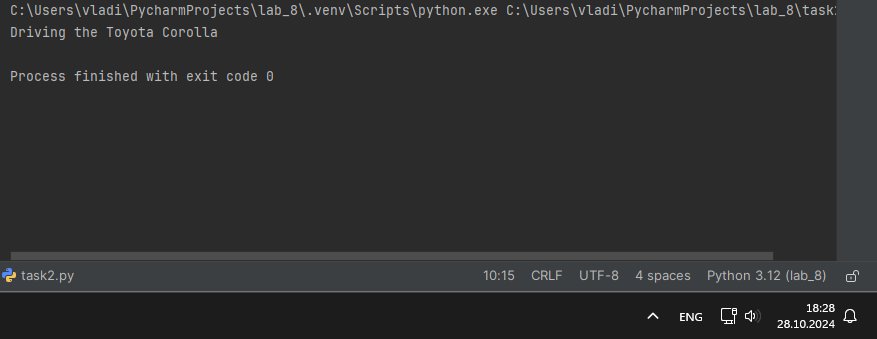 C:\Users\vladi\PycharmProjects\lab_8\.venv\Scripts\python.exe C:\Users\vladi\PycharmProjects\lab_8\task2
Driving the Toyota Corolla
Process finished with exit code 0
task2.py 10:15 CRLF UTF-8 4 spaces Python 3.12 (lab_8)
ENG 18:28
28.10.2024